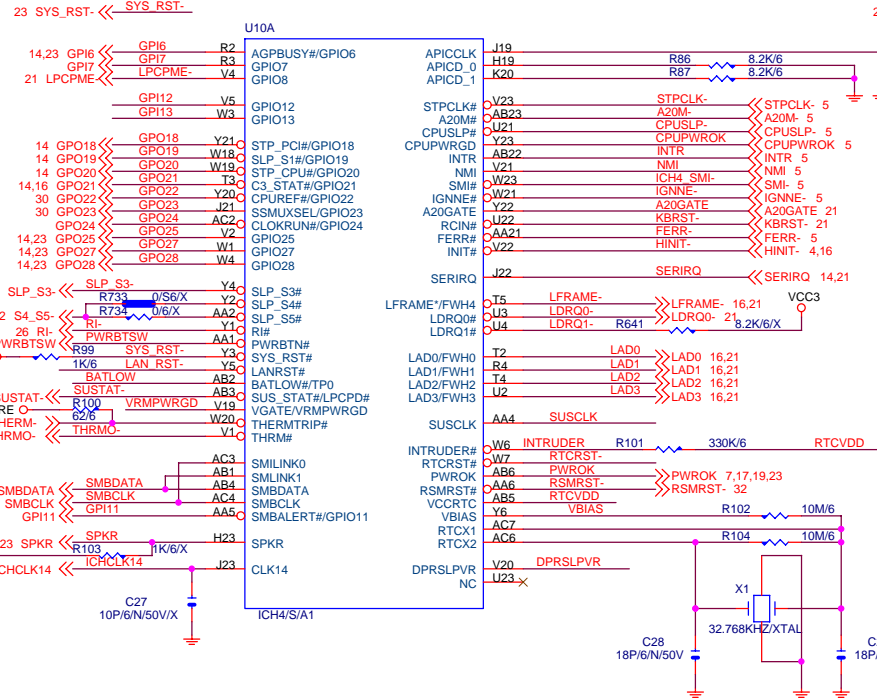 23 SYS_RST- SYS_RST- 2
U10A
14,23 GPI6 GPI6 R2 AGPBUSY#/GPIO6 APICCLK J19
GPI7 GPI7 R3 GPIO7 APICD_0 H19 R86 8.2K/6
21 LPCPME- LPCPME- V4 GPIO8 APICD_1 K20 R87 8.2K/6
GPI12 V5 GPIO12 STPCLK# V23 STPCLK- STPCLK- 5
GPI13 W3 GPIO13 A20M# AB23 A20M- A20M- 5
CPUSLP# U21 CPUSLP- CPUSLP- 5
14 GPO18 GPO18 Y21 STP_PCI#/GPIO18 CPUPWRGD Y23 CPUPWROK CPUPWROK 5
14 GPO19 GPO19 W18 SLP_S1#/GPIO19 INTR AB22 INTR INTR 5
14 GPO20 GPO20 W19 STP_CPU#/GPIO20 NMI V21 NMI NMI 5
14,16 GPO21 GPO21 T3 C3_STAT#/GPIO21 SMI# W23 ICH4_SMI- SMI- 5
30 GPO22 GPO22 Y20 CPUREF#/GPIO22 IGNNE# W21 IGNNE- IGNNE- 5
30 GPO23 GPO23 J21 SSMUXSEL/GPIO23 A20GATE Y22 A20GATE A20GATE 21
GPO24 GPO24 AC2 CLOKRUN#/GPIO24 RCIN# U22 KBRST- KBRST- 21
14,23 GPO25 GPO25 V2 GPIO25 FERR# AA21 FERR- FERR- 5
14,23 GPO27 GPO27 W1 GPIO27 INIT# V22 HINIT- HINIT- 4,16
14,23 GPO28 GPO28 W4 GPIO28
SERIRQ J22 SERIRQ SERIRQ 14,21
SLP_S3- SLP_S3- Y4 SLP_S3#
R733 0/S6/X Y2 SLP_S4# LFRAME*/FWH4 T5 LFRAME- LFRAME- 16,21 VCC3
2 S4_S5- R734 0/6/X AA2 SLP_S5# LDRQ0# U3 LDRQ0- LDRQ0- 21
26 RI- RI- Y1 RI# LDRQ1# U4 LDRQ1- R641 8.2K/6/X
PWRBTSW PWRBTSW AA1 PWRBTN#
R99 SYS_RST- Y3 SYS_RST# LAD0/FWH0 T2 LAD0 LAD0 16,21
1K/6 LAN_RST- Y5 LANRST# LAD1/FWH1 R4 LAD1 LAD1 16,21
BATLOW AB2 BATLOW#/TP0 LAD2/FWH2 T4 LAD2 LAD2 16,21
SUSTAT- SUSTAT- AB3 SUS_STAT#/LPCPD# LAD3/FWH3 U2 LAD3 LAD3 16,21
RE R100 VRMPWRGD V19 VGATE/VRMPWRGD
HERM- 62/6 W20 THERMTRIP# SUSCLK AA4 SUSCLK
HRMO- THRMO- V1 THRM#
INTRUDER# W6 INTRUDER R101 330K/6 RTCVDD
AC3 SMILINK0 RTCRST# W7 RTCRST-
AB1 SMLINK1 PWROK AB6 PWROK PWROK 7,17,19,23
SMBDATA SMBDATA AB4 SMBDATA RSMRST# AA6 RSMRST- RSMRST- 32
SMBCLK SMBCLK AC4 SMBCLK VCCRTC AB5 RTCVDD
GPI11 GPI11 AA5 SMBALERT#/GPIO11 VBIAS Y6 VBIAS R102 10M/6
RTCX1 AC7
23 SPKR SPKR H23 SPKR RTCX2 AC6 R104 10M/6
R103 1K/6/X
CHCLK14 ICHCLK14 J23 CLK14 DPRSLPVR V20 DPRSLPVR
NC U23
C27 X1
10P/6/N/50V/X ICH4/S/A1 32.768KHZ/XTAL
C28 C
18P/6/N/50V 18P/